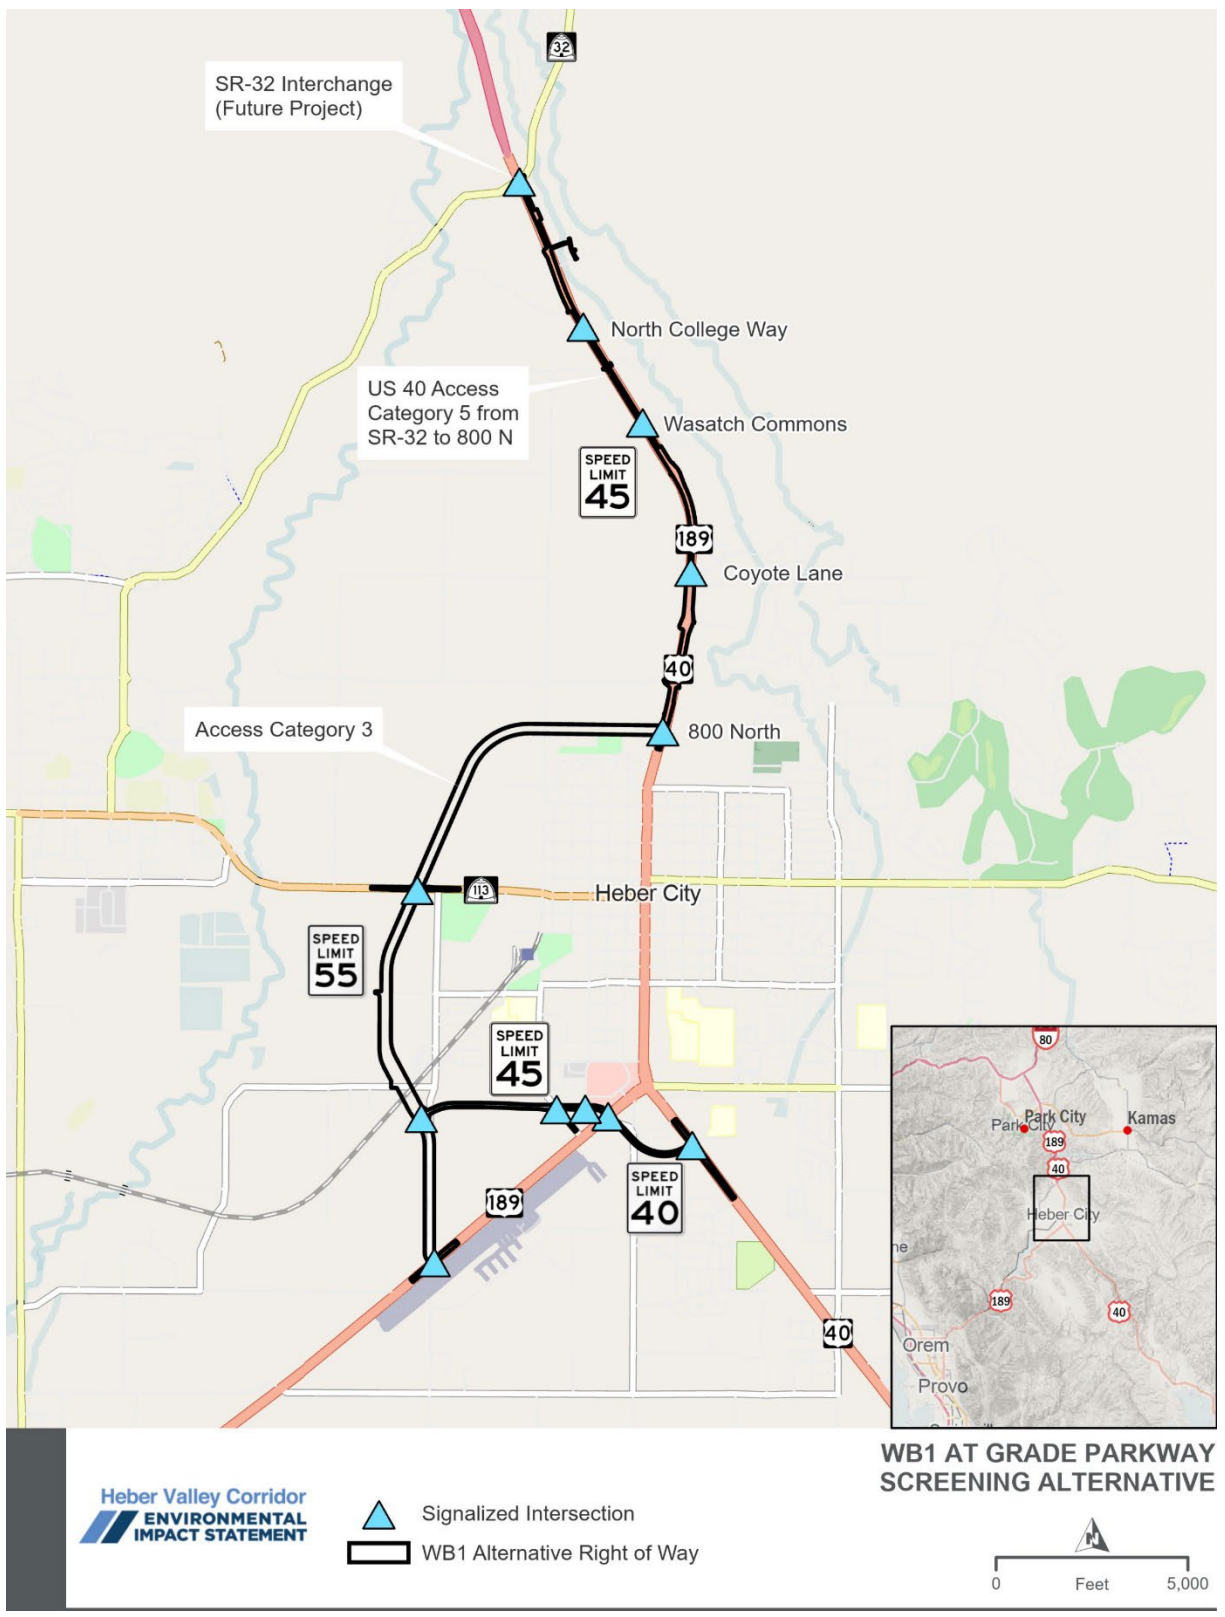 32
SR-32 Interchange
(Future Project)
North College Way
US 40 Access
Category 5 from
SR-32 to 800 N
Wasatch Commons
SPEED
LIMIT
45
189
Coyote Lane
40
Access Category 3
800 North
113
Heber City
SPEED
LIMIT
55
SPEED
LIMIT
45
SPEED
LIMIT
40
189
40
80
Park City
Park City
Kamas
189
40
Heber City
ne
189
40
Orem
Provo
WB1 AT GRADE PARKWAY
SCREENING ALTERNATIVE
Heber Valley Corridor
ENVIRONMENTAL
IMPACT STATEMENT
Signalized Intersection
WB1 Alternative Right of Way
N
0 Feet 5,000